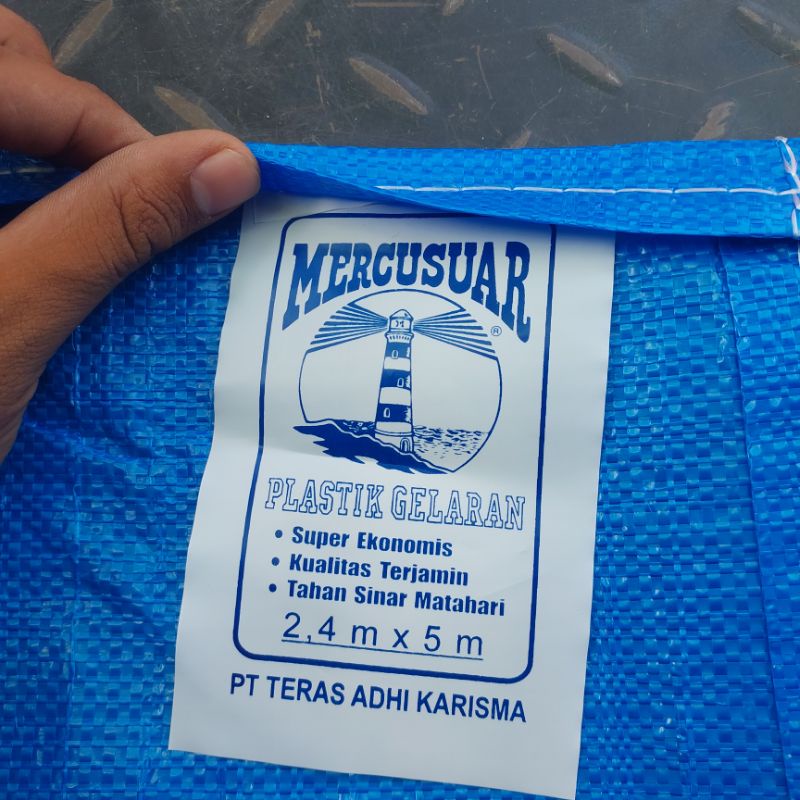 MERCUSUAR
®
PLASTIK GELARAN
• Super Ekonomis
• Kualitas Terjamin
• Tahan Sinar Matahari
2,4 m x 5 m
PT TERAS ADHI KARISMA